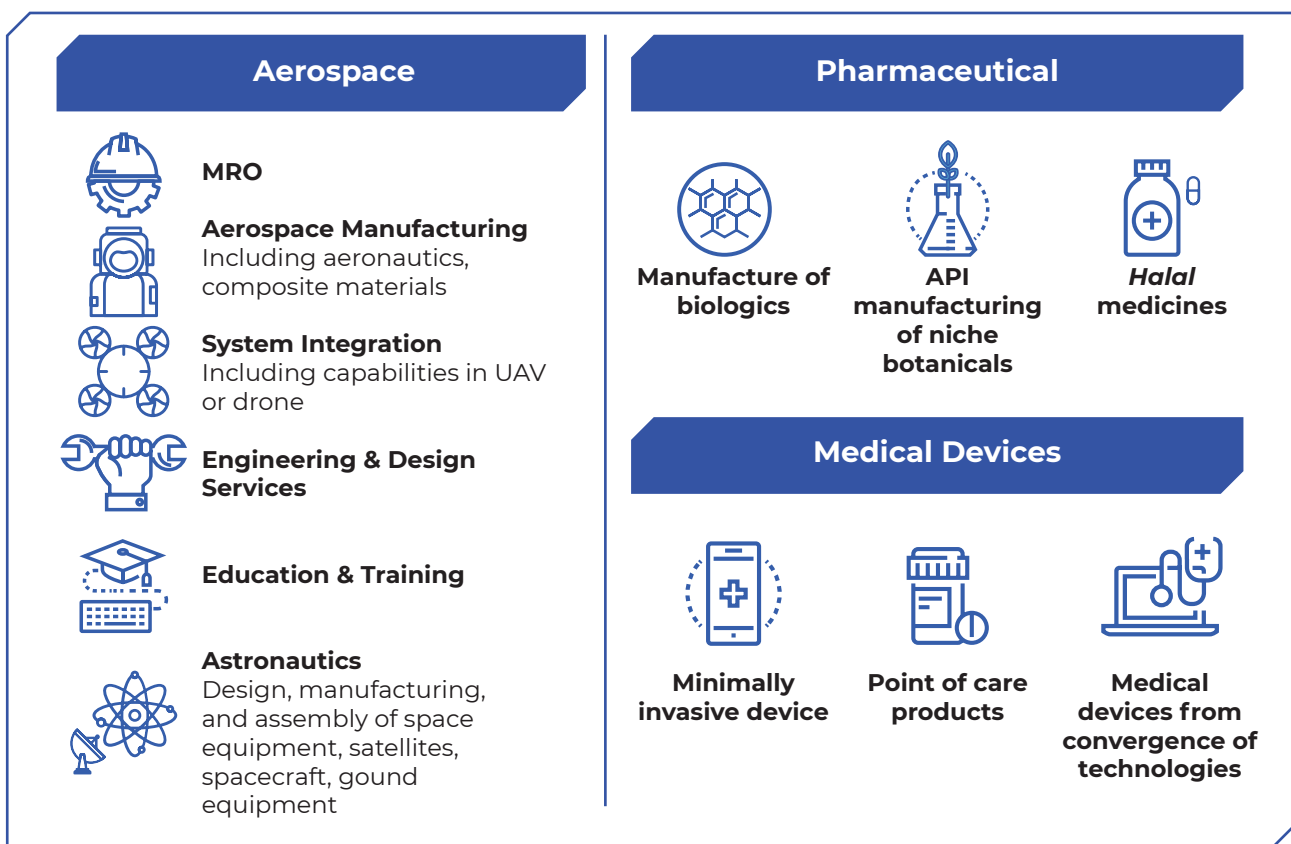 Aerospace
MRO
Aerospace Manufacturing
Including aeronautics,
composite materials
System Integration
Including capabilities in UAV
or drone
Engineering & Design
Services
Education & Training
Astronautics
Design, manufacturing,
and assembly of space
equipment, satellites,
spacecraft, gound
equipment
Pharmaceutical
Manufacture of
biologics
API
manufacturing
of niche
botanicals
Halal
medicines
Medical Devices
Minimally
invasive device
Point of care
products
Medical
devices from
convergence of
technologies